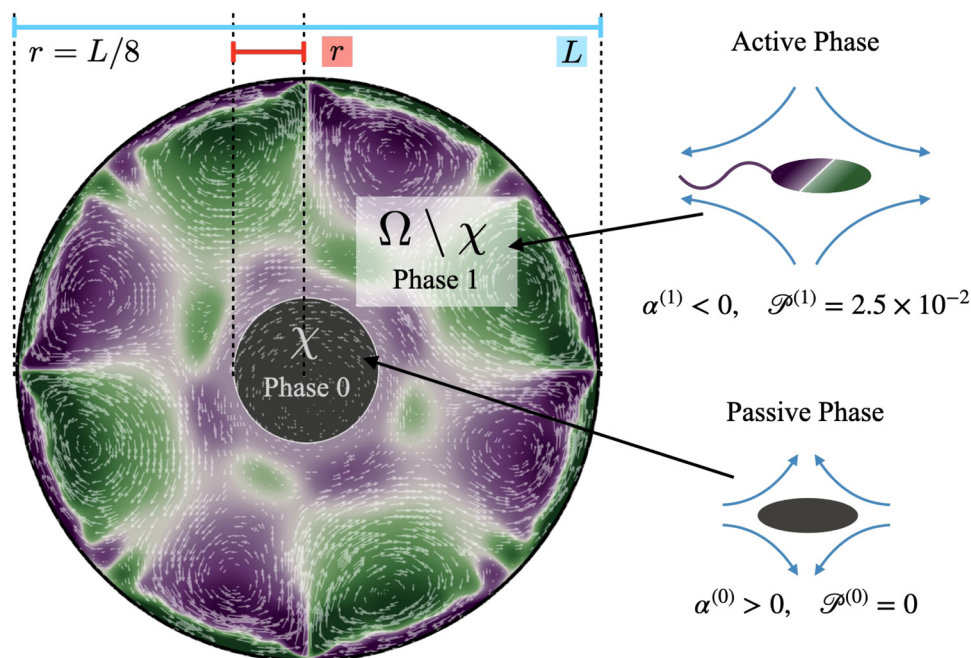 r = L/8
r
L
Active Phase
Ω \ χ
Phase 1
α⁽¹⁾ < 0, 𝒫⁽¹⁾ = 2.5 × 10⁻²
χ
Phase 0
Passive Phase
α⁽⁰⁾ > 0, 𝒫⁽⁰⁾ = 0